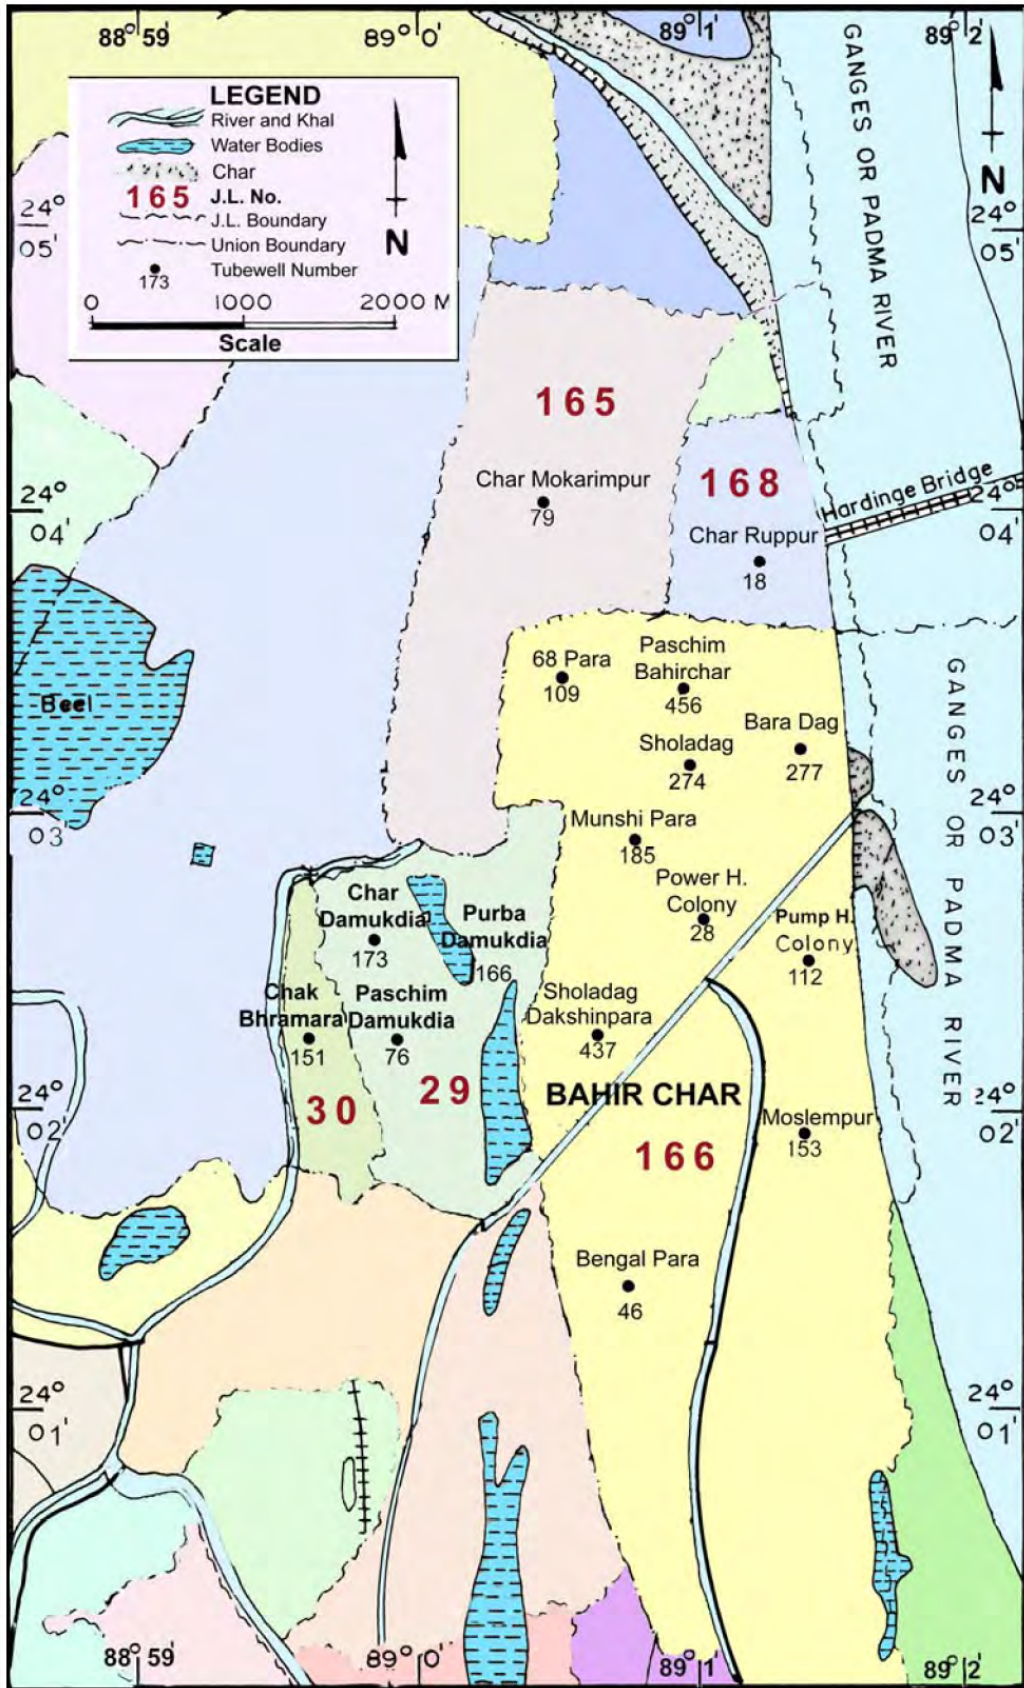 88°59'
89°0'
89°1'
89°2'
LEGEND
River and Khal
Water Bodies
Char
165 J.L. No.
J.L. Boundary
Union Boundary
173 Tubewell Number
N
0 1000 2000 M
Scale
N
GANGES OR PADMA RIVER
24°
05'
24°
05'
165
Char Mokarimpur
79
168
Char Ruppur
18
Hardinge Bridge
24°
04'
24°
04'
68 Para
109
Paschim
Bahirchar
456
Bara Dag
277
Sholadag
274
Beel
24°
03'
24°
03'
Munshi Para
185
Power H.
Colony
28
Pump H.
Colony
112
GANGES OR PADMA RIVER
Char
Damukdia
173
Purba
Damukdia
166
Chak
Bhramara
151
Paschim
Damukdia
76
Sholadag
Dakshinpara
437
30
29
BAHIR CHAR
166
Moslempur
153
24°
02'
24°
02'
Bengal Para
46
24°
01'
24°
01'
88°59'
89°0'
89°1'
89°2'